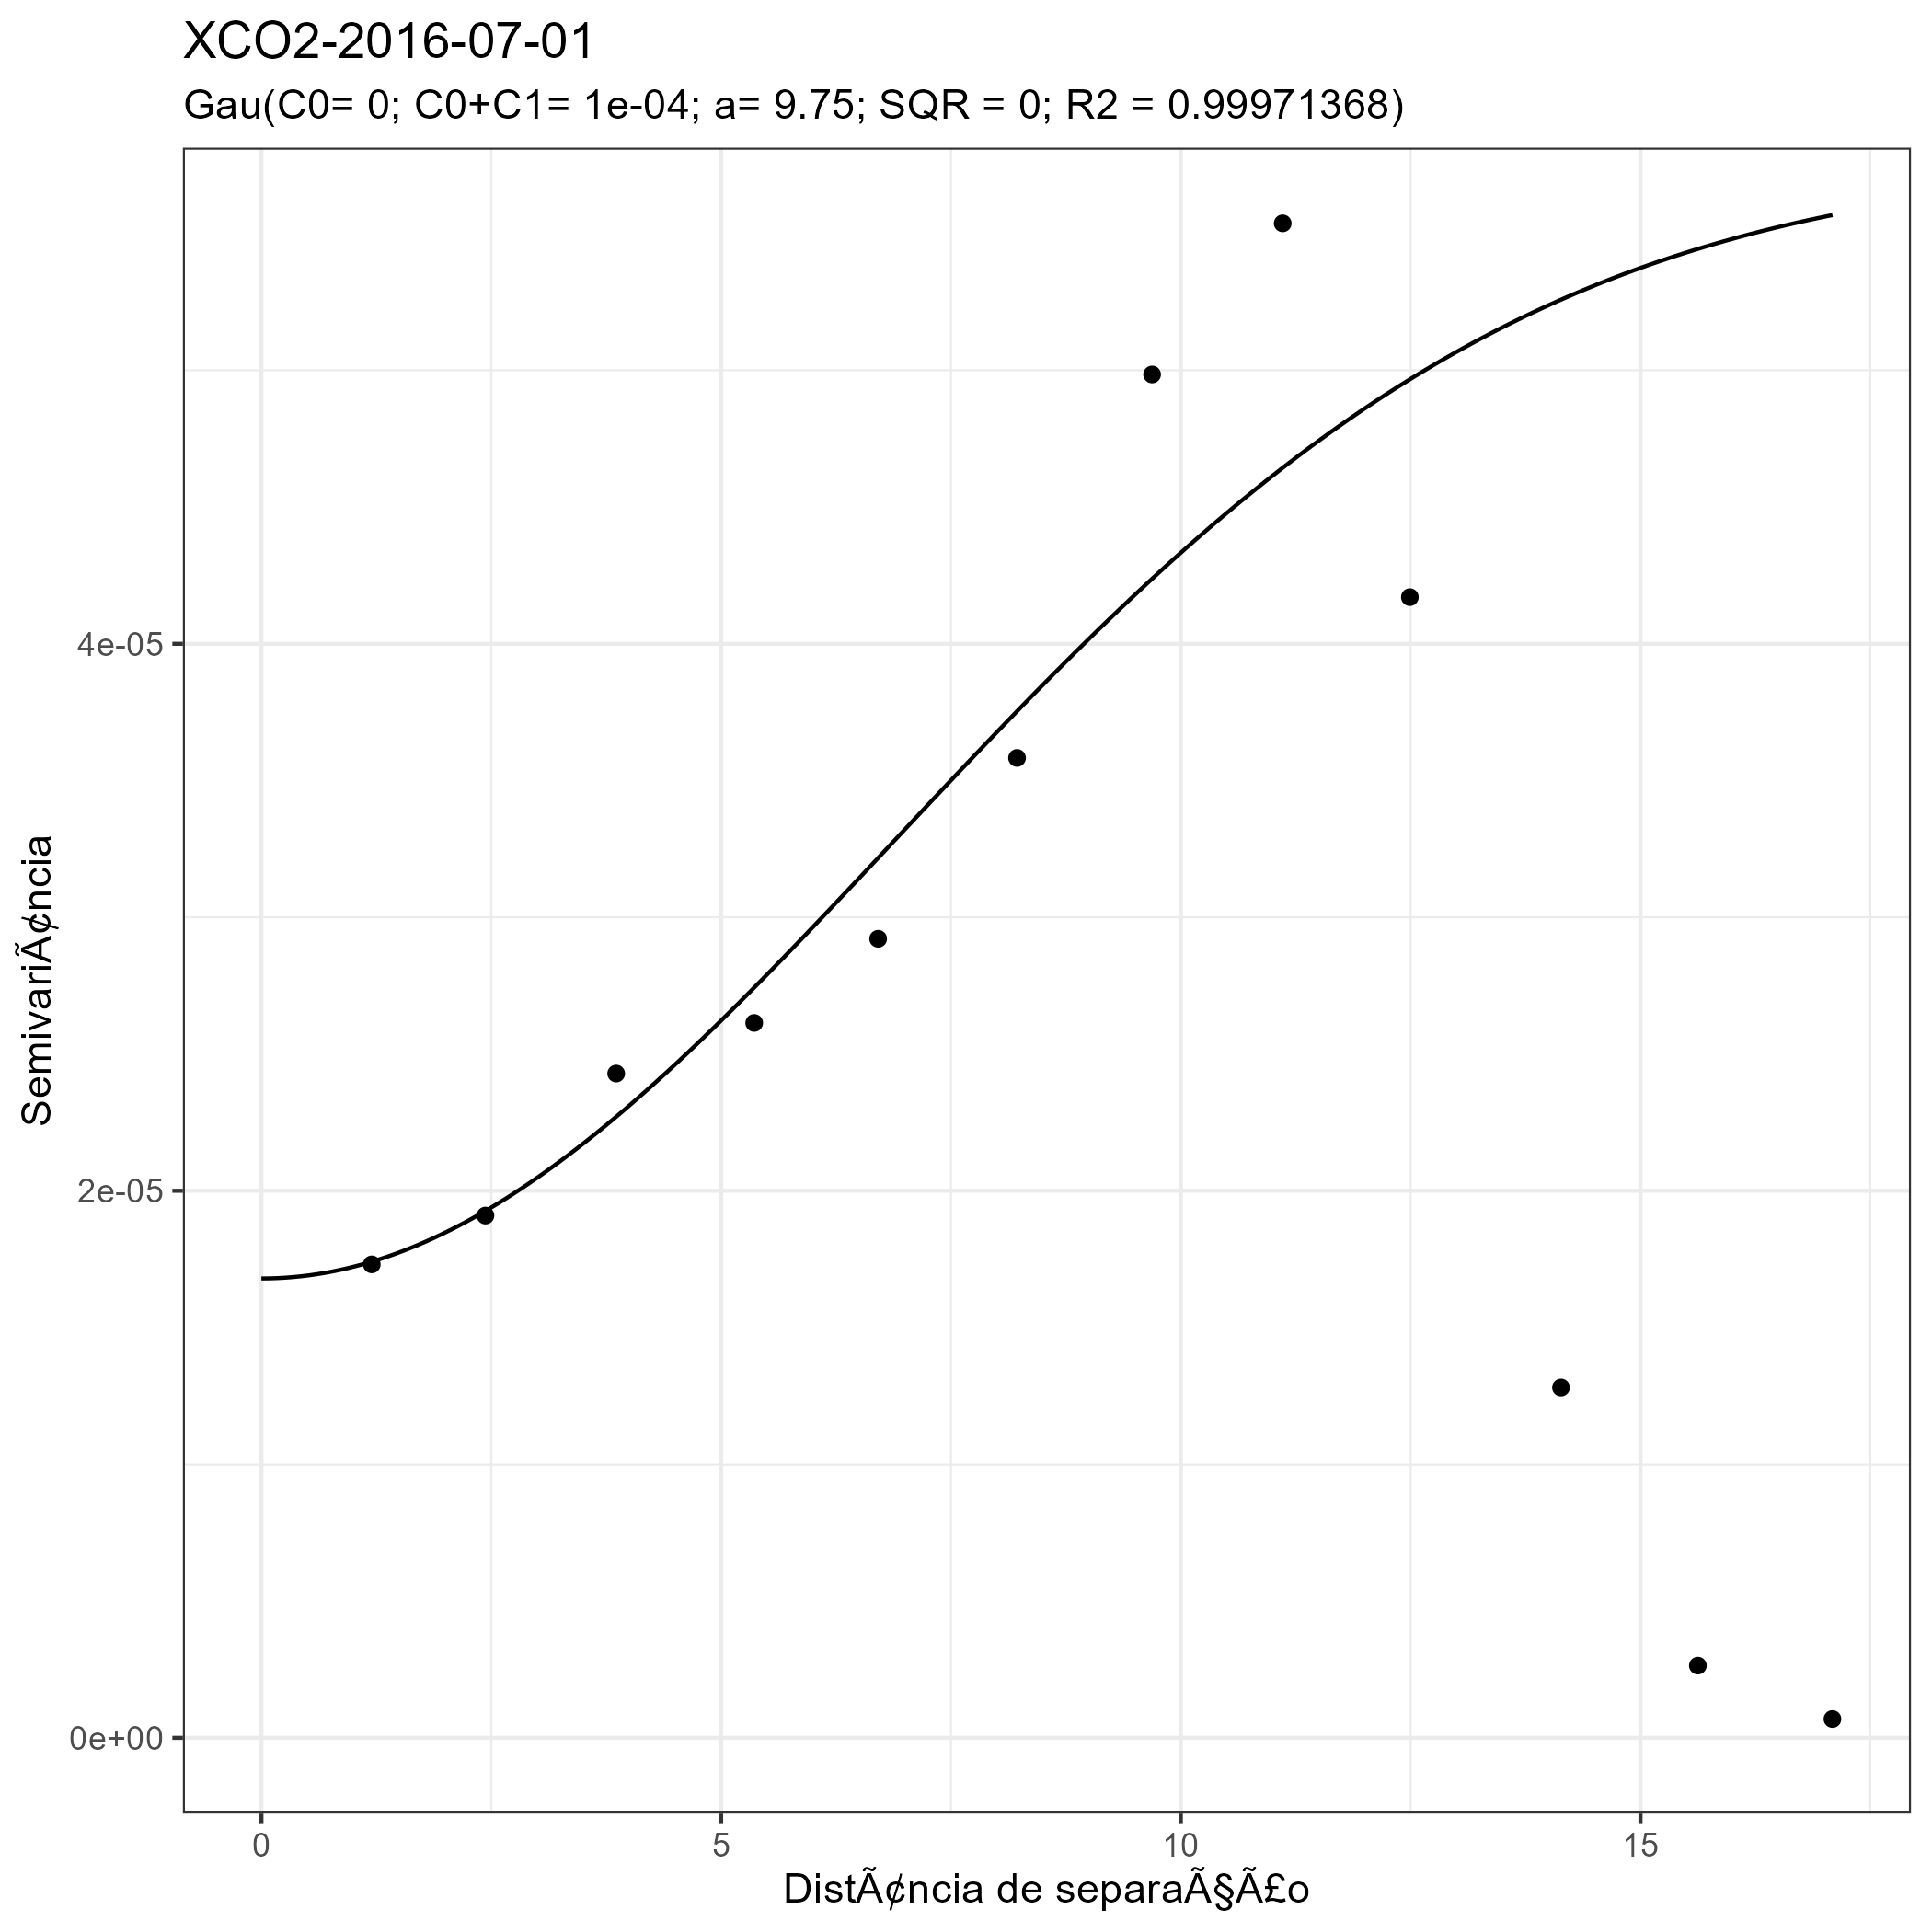 XCO2-2016-07-01
Gau(C0= 0; C0+C1= 1e-04; a= 9.75; SQR = 0; R2 = 0.99971368)
SemivariÃ¢ncia
4e-05
2e-05
0e+00
0
5
10
15
DistÃ¢ncia de separaÃ§Ã£o